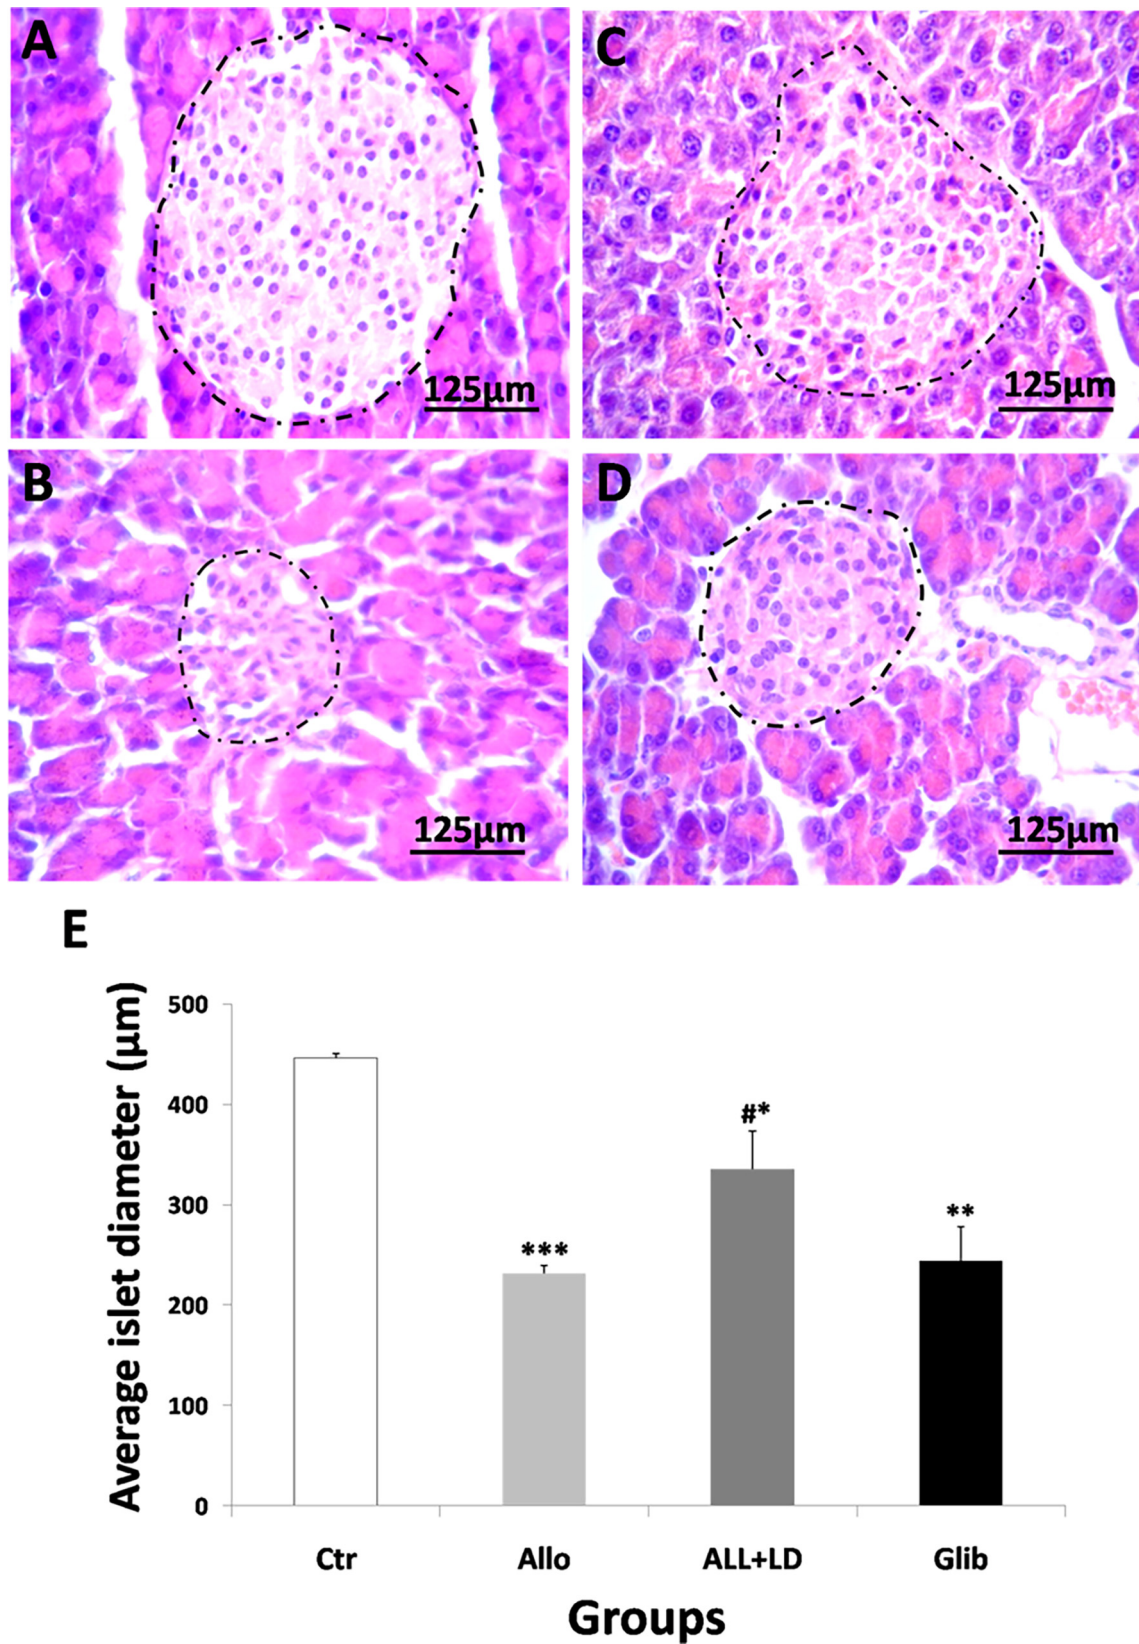 A
125µm
C
125µm
B
125µm
D
125µm
E
Average islet diameter (µm)
500
400
300
200
100
0
***
#*
**
Ctr
Allo
ALL+LD
Glib
Groups